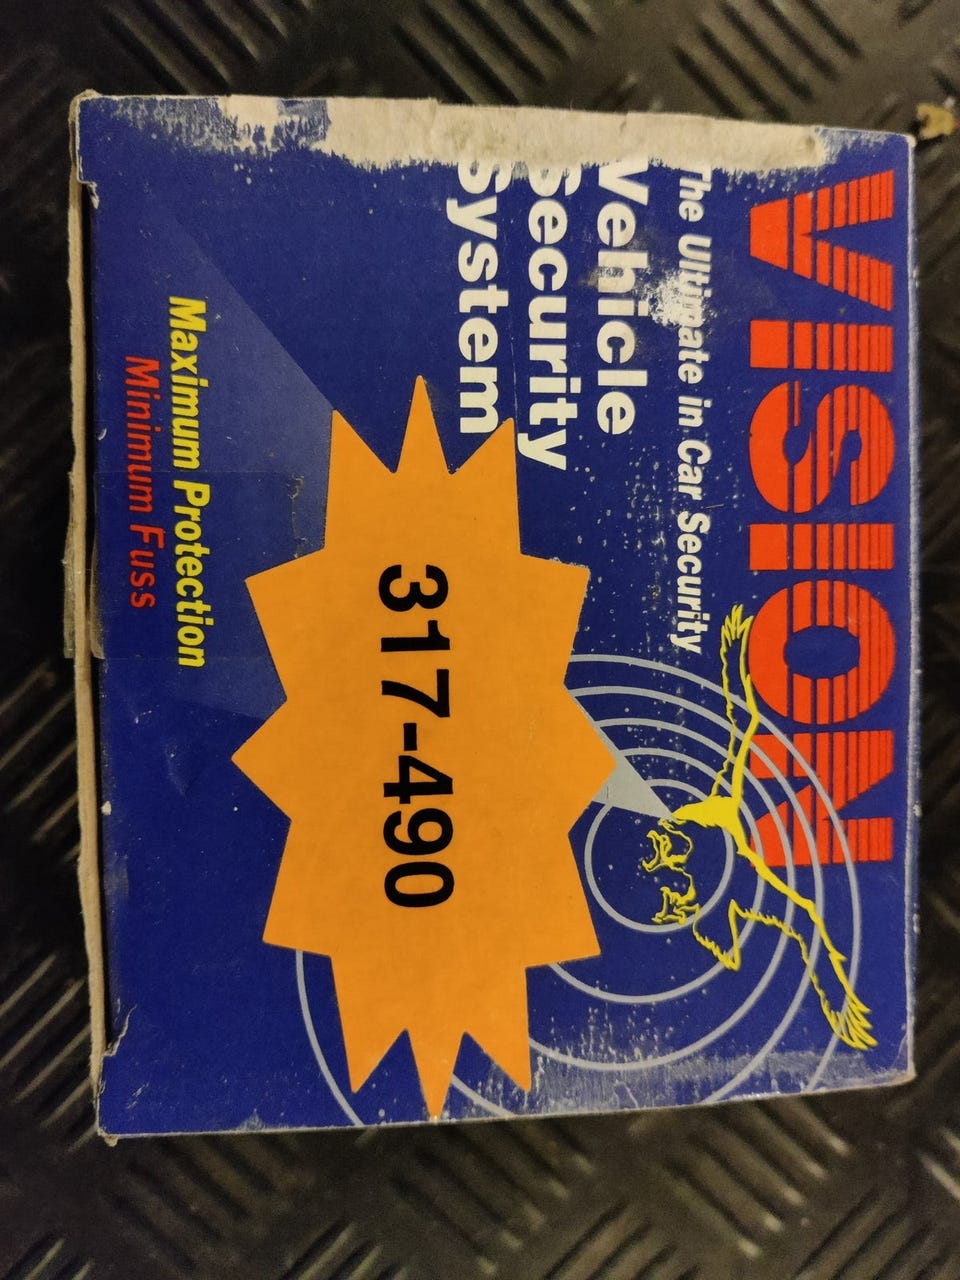 VISION
The Ultimate in Car Security
Vehicle
Security
System
317-490
Maximum Protection
Minimum Fuss